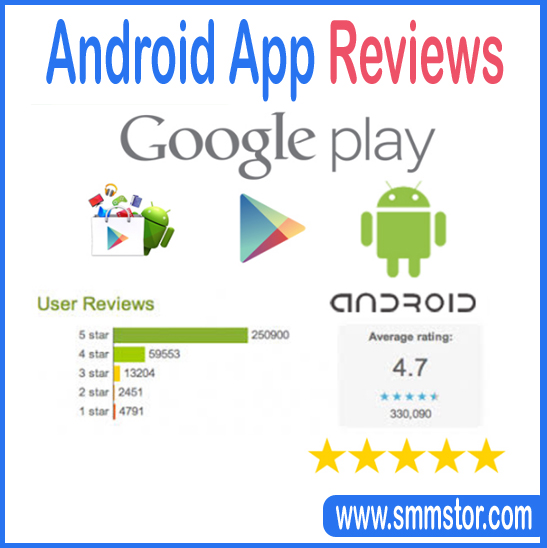 Android App Reviews
Google play
User Reviews
5 star 250900
4 star 59553
3 star 13204
2 star 2451
1 star 4791
ANDROID
Average rating:
4.7
330,090
www.smmstor.com